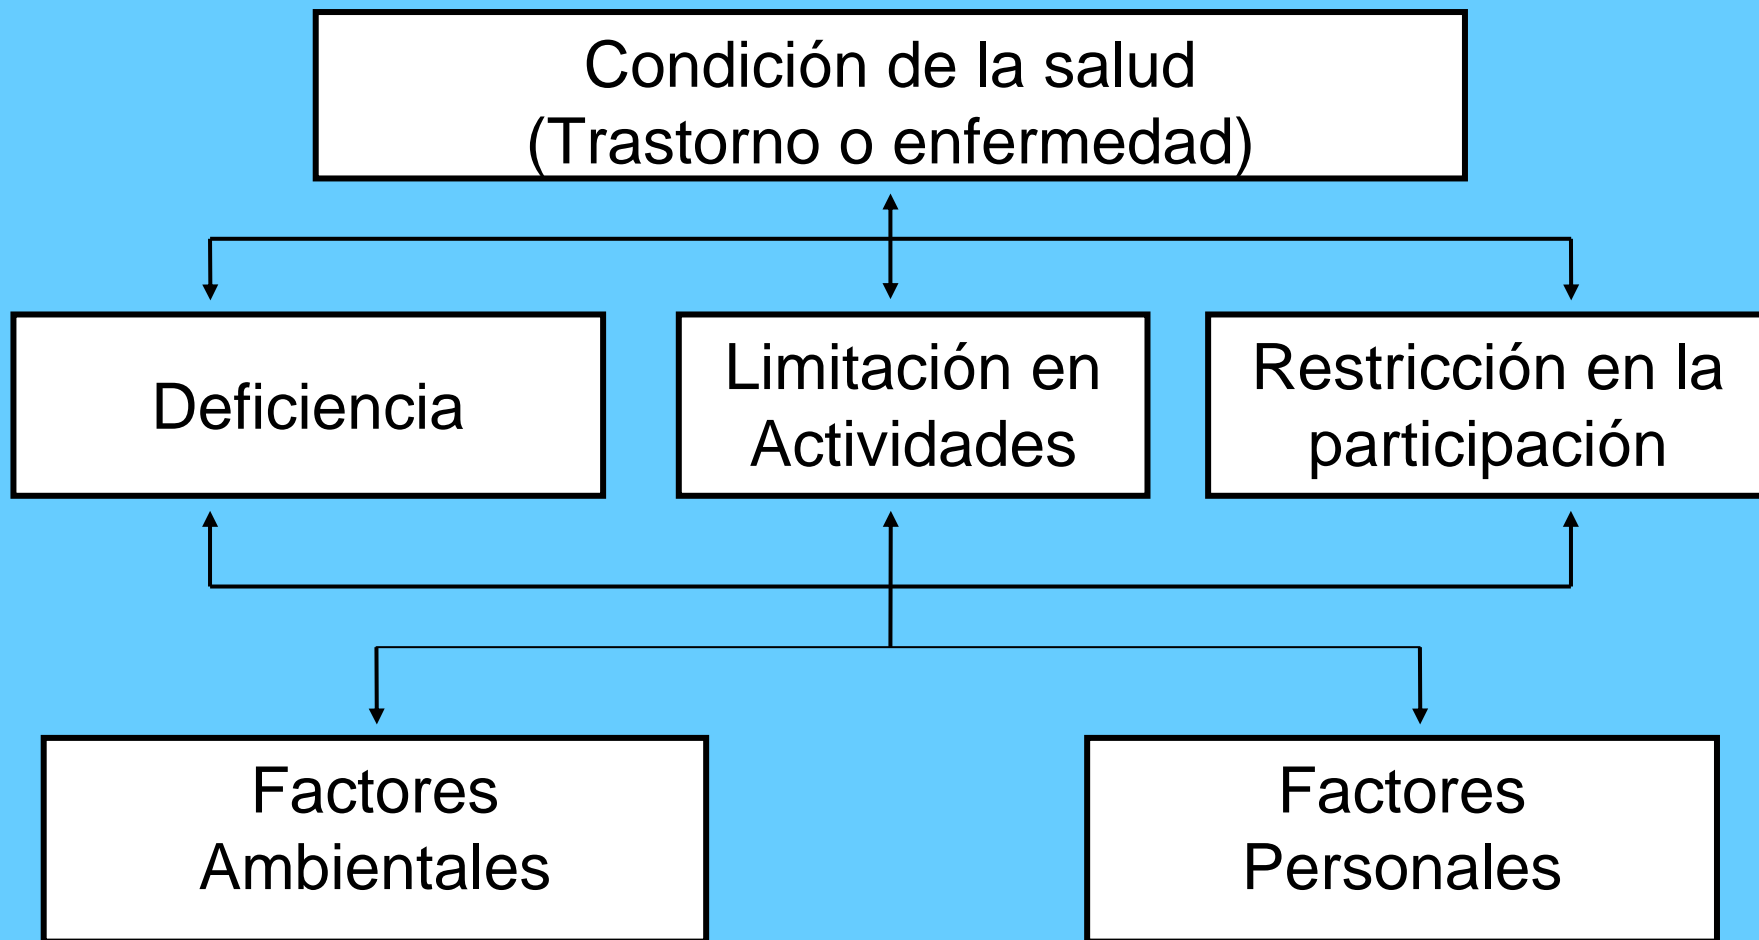 Condición de la salud
(Trastorno o enfermedad)
Deficiencia
Limitación en
Actividades
Restricción en la
participación
Factores
Ambientales
Factores
Personales